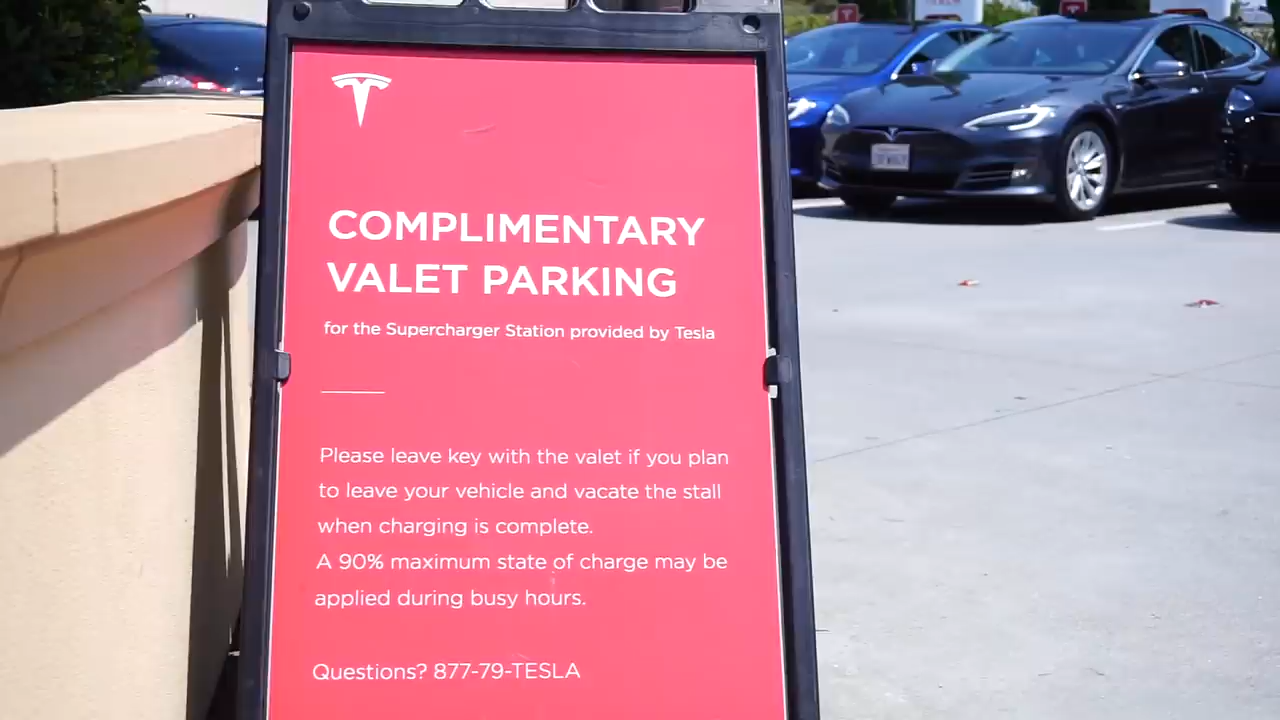 COMPLIMENTARY
VALET PARKING
for the Supercharger Station provided by Tesla
Please leave key with the valet if you plan
to leave your vehicle and vacate the stall
when charging is complete.
A 90% maximum state of charge may be
applied during busy hours.
Questions? 877-79-TESLA